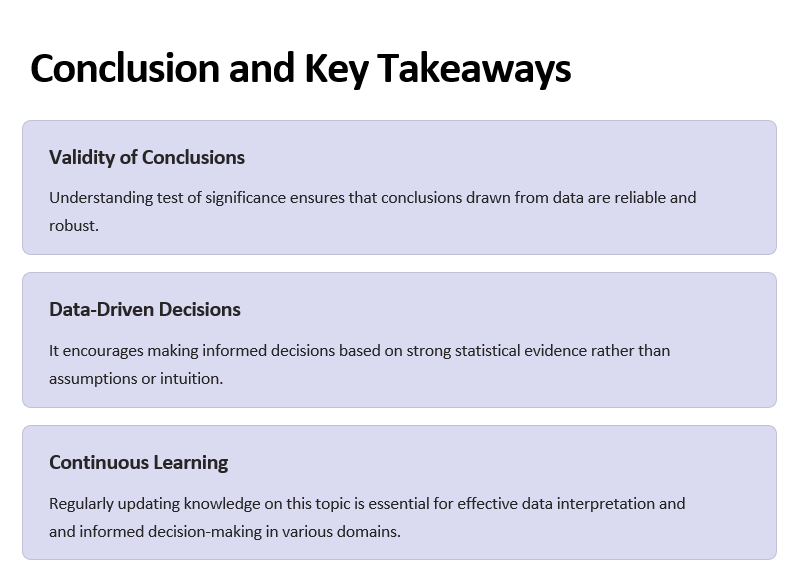 Conclusion and Key Takeaways
Validity of Conclusions
Understanding test of significance ensures that conclusions drawn from data are reliable and
robust.
Data-Driven Decisions
It encourages making informed decisions based on strong statistical evidence rather than
assumptions or intuition.
Continuous Learning
Regularly updating knowledge on this topic is essential for effective data interpretation and
and informed decision-making in various domains.